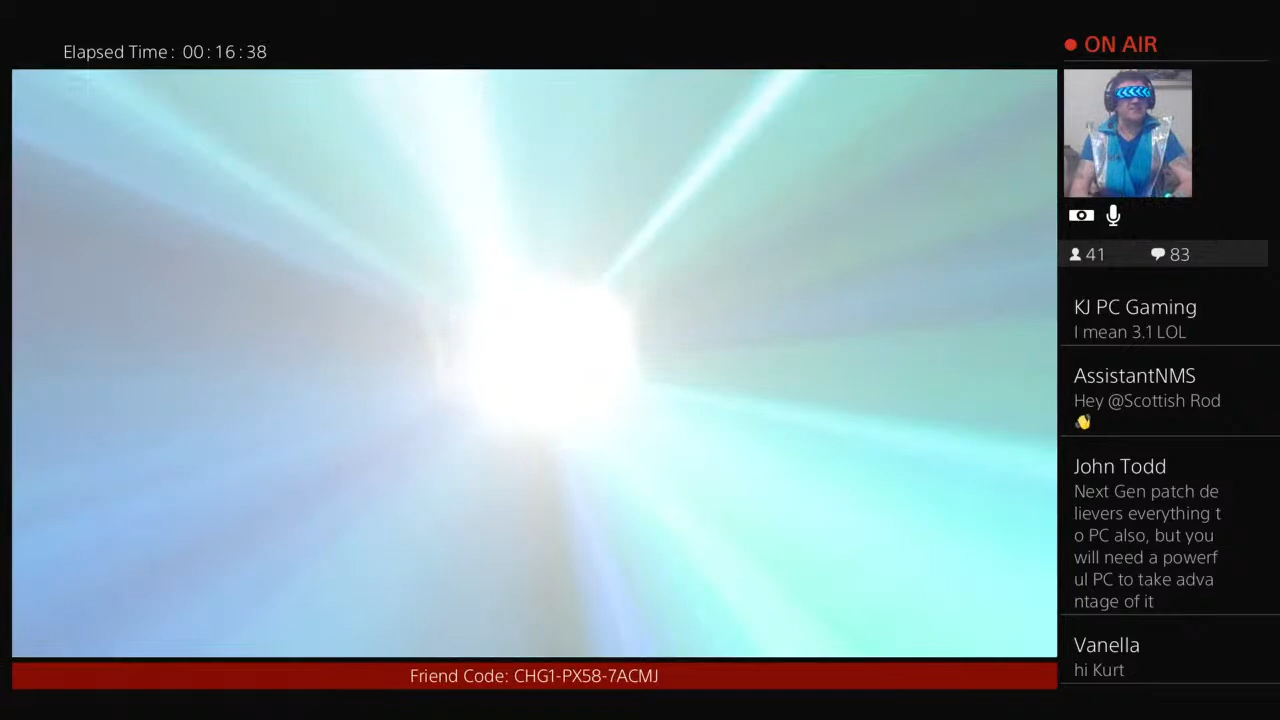 Elapsed Time: 00:16:38
ON AIR
41 83
KJ PC Gaming
I mean 3.1 LOL
AssistantNMS
Hey @Scottish Rod
👋
John Todd
Next Gen patch de
lievers everything t
o PC also, but you
will need a powerf
ul PC to take adva
ntage of it
Vanella
hi Kurt
Friend Code: CHG1-PX58-7ACMJ